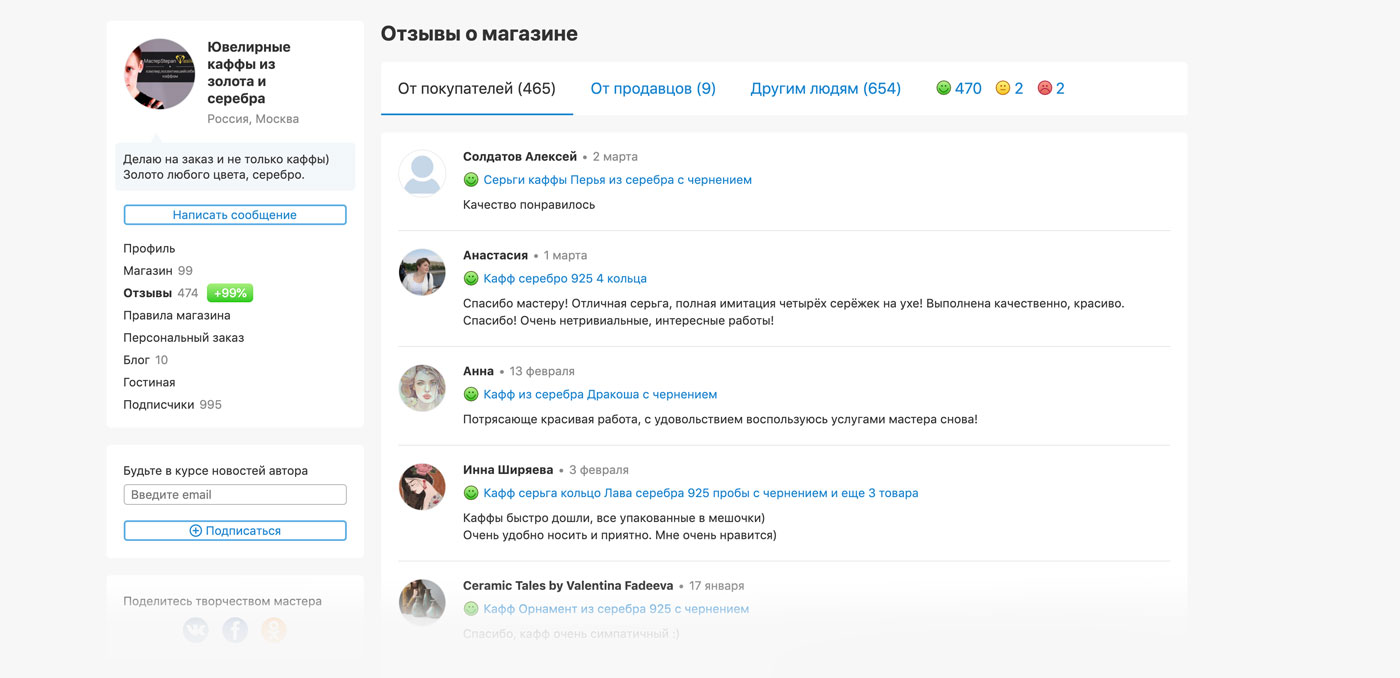 Ювелирные
каффы из
золота и
серебра
Россия, Москва
Делаю на заказ и не только каффы)
Золото любого цвета, серебро.
Написать сообщение
Профиль
Магазин 99
Отзывы 474 +99%
Правила магазина
Персональный заказ
Блог 10
Гостиная
Подписчики 995
Будьте в курсе новостей автора
Введите email
Подписаться
Поделитесь творчеством мастера
Отзывы о магазине
От покупателей (465) От продавцов (9) Другим людям (654) 470 2 2
Солдатов Алексей • 2 марта
Серьги каффы Перья из серебра с чернением
Качество понравилось
Анастасия • 1 марта
Кафф серебро 925 4 кольца
Спасибо мастеру! Отличная серьга, полная имитация четырёх серёжек на ухе! Выполнена качественно, красиво.
Спасибо! Очень нетривиальные, интересные работы!
Анна • 13 февраля
Кафф из серебра Дракоша с чернением
Потрясающе красивая работа, с удовольствием воспользуюсь услугами мастера снова!
Инна Ширяева • 3 февраля
Кафф серьга кольцо Лава серебра 925 пробы с чернением и еще 3 товара
Каффы быстро дошли, все упакованные в мешочки)
Очень удобно носить и приятно. Мне очень нравится)
Ceramic Tales by Valentina Fadeeva • 17 января
Кафф Орнамент из серебра 925 с чернением
Спасибо, кафф очень симпатичный :)